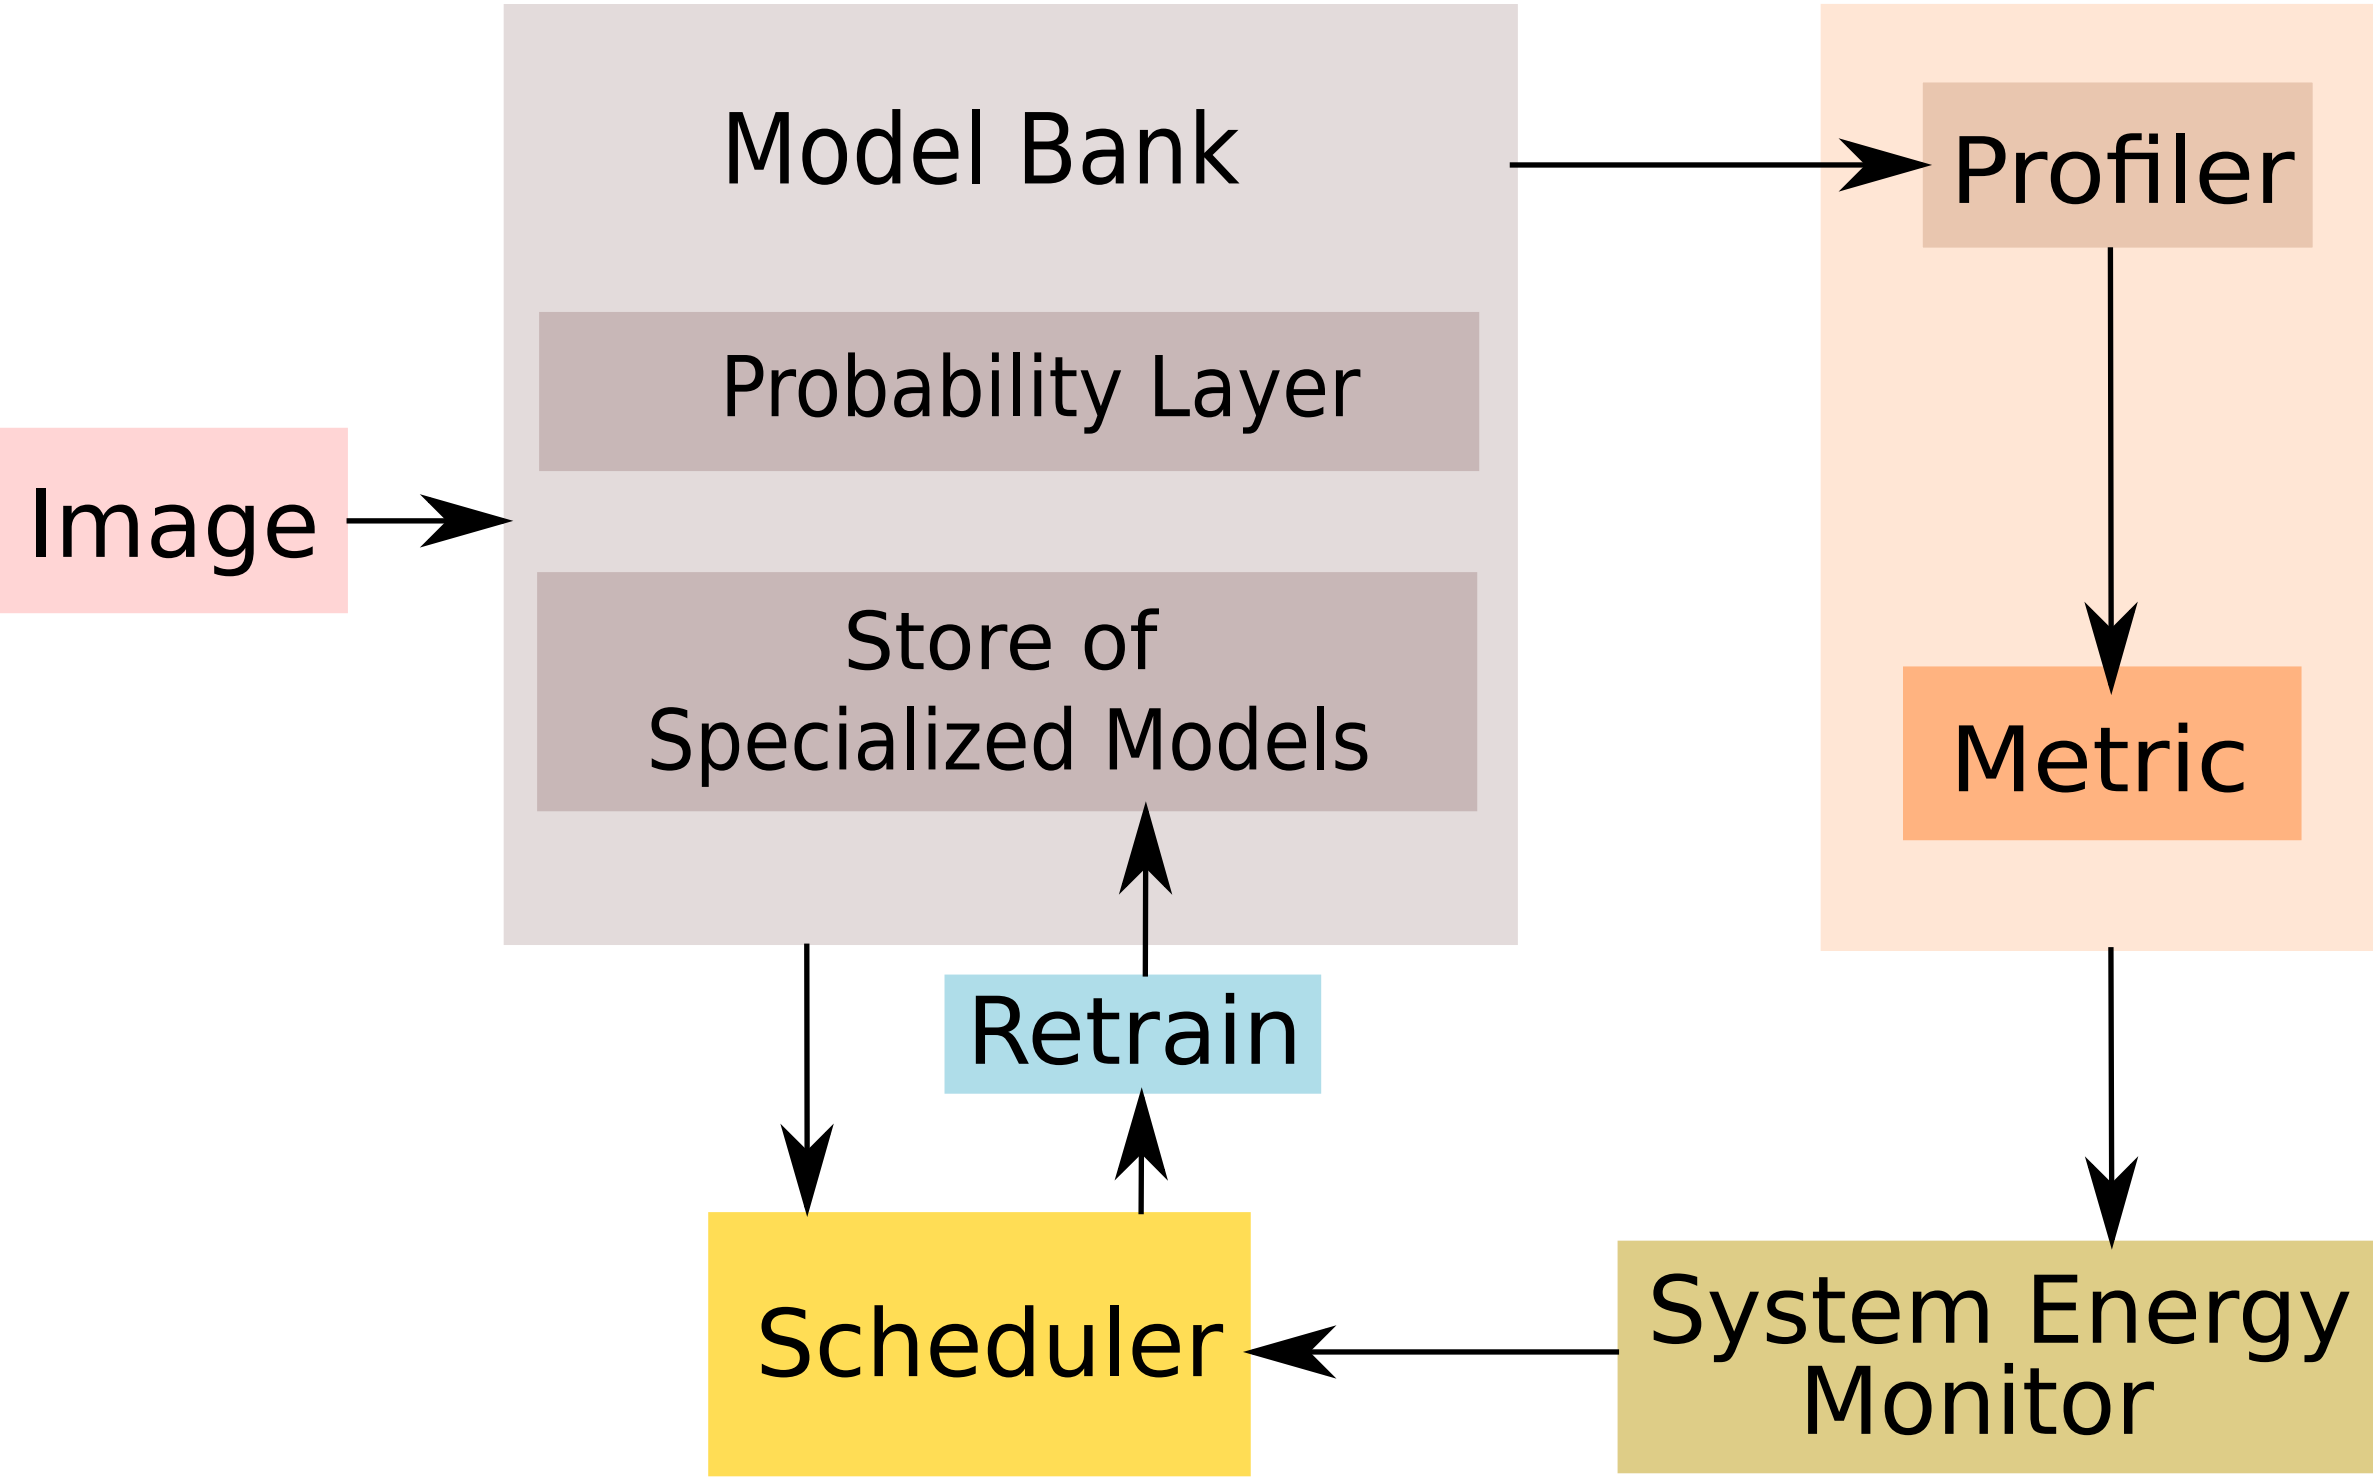 Model Bank
Profiler
Probability Layer
Image
Store of
Specialized Models
Metric
Retrain
Scheduler
System Energy
Monitor